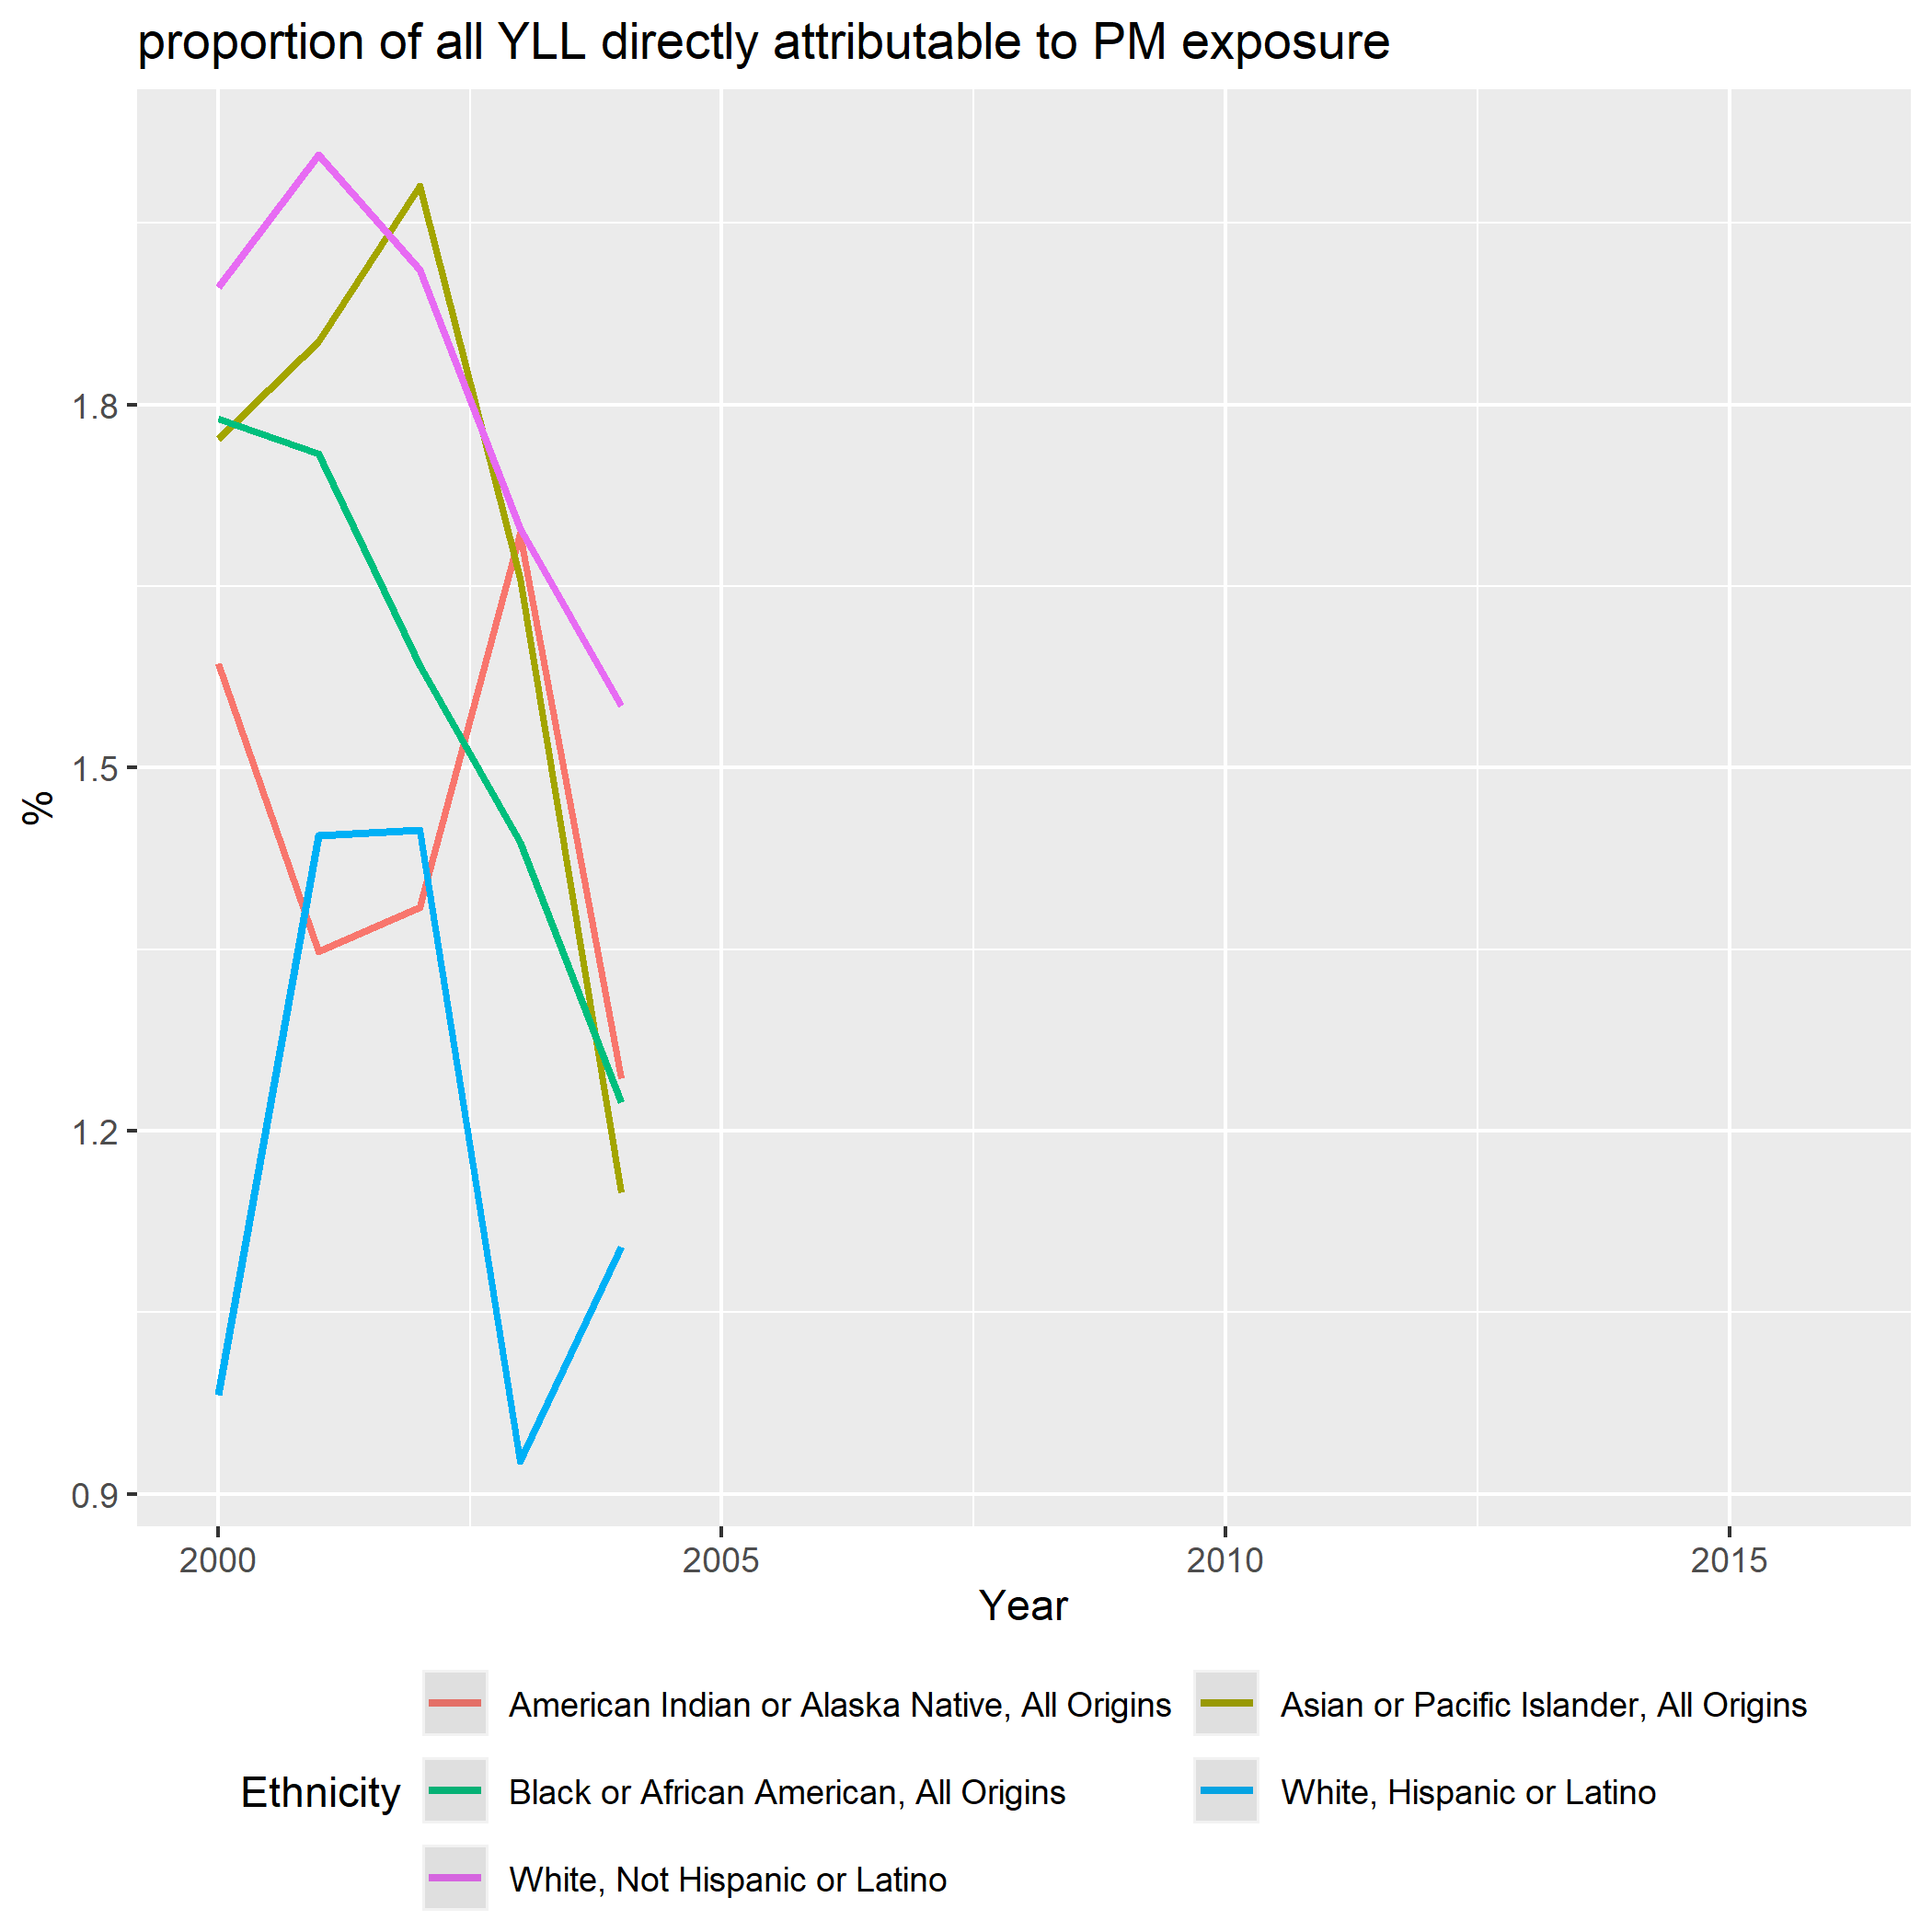 proportion of all YLL directly attributable to PM exposure
1.8
1.5
1.2
0.9
%
2000 2005 2010 2015
Year
Ethnicity
American Indian or Alaska Native, All Origins
Asian or Pacific Islander, All Origins
Black or African American, All Origins
White, Hispanic or Latino
White, Not Hispanic or Latino